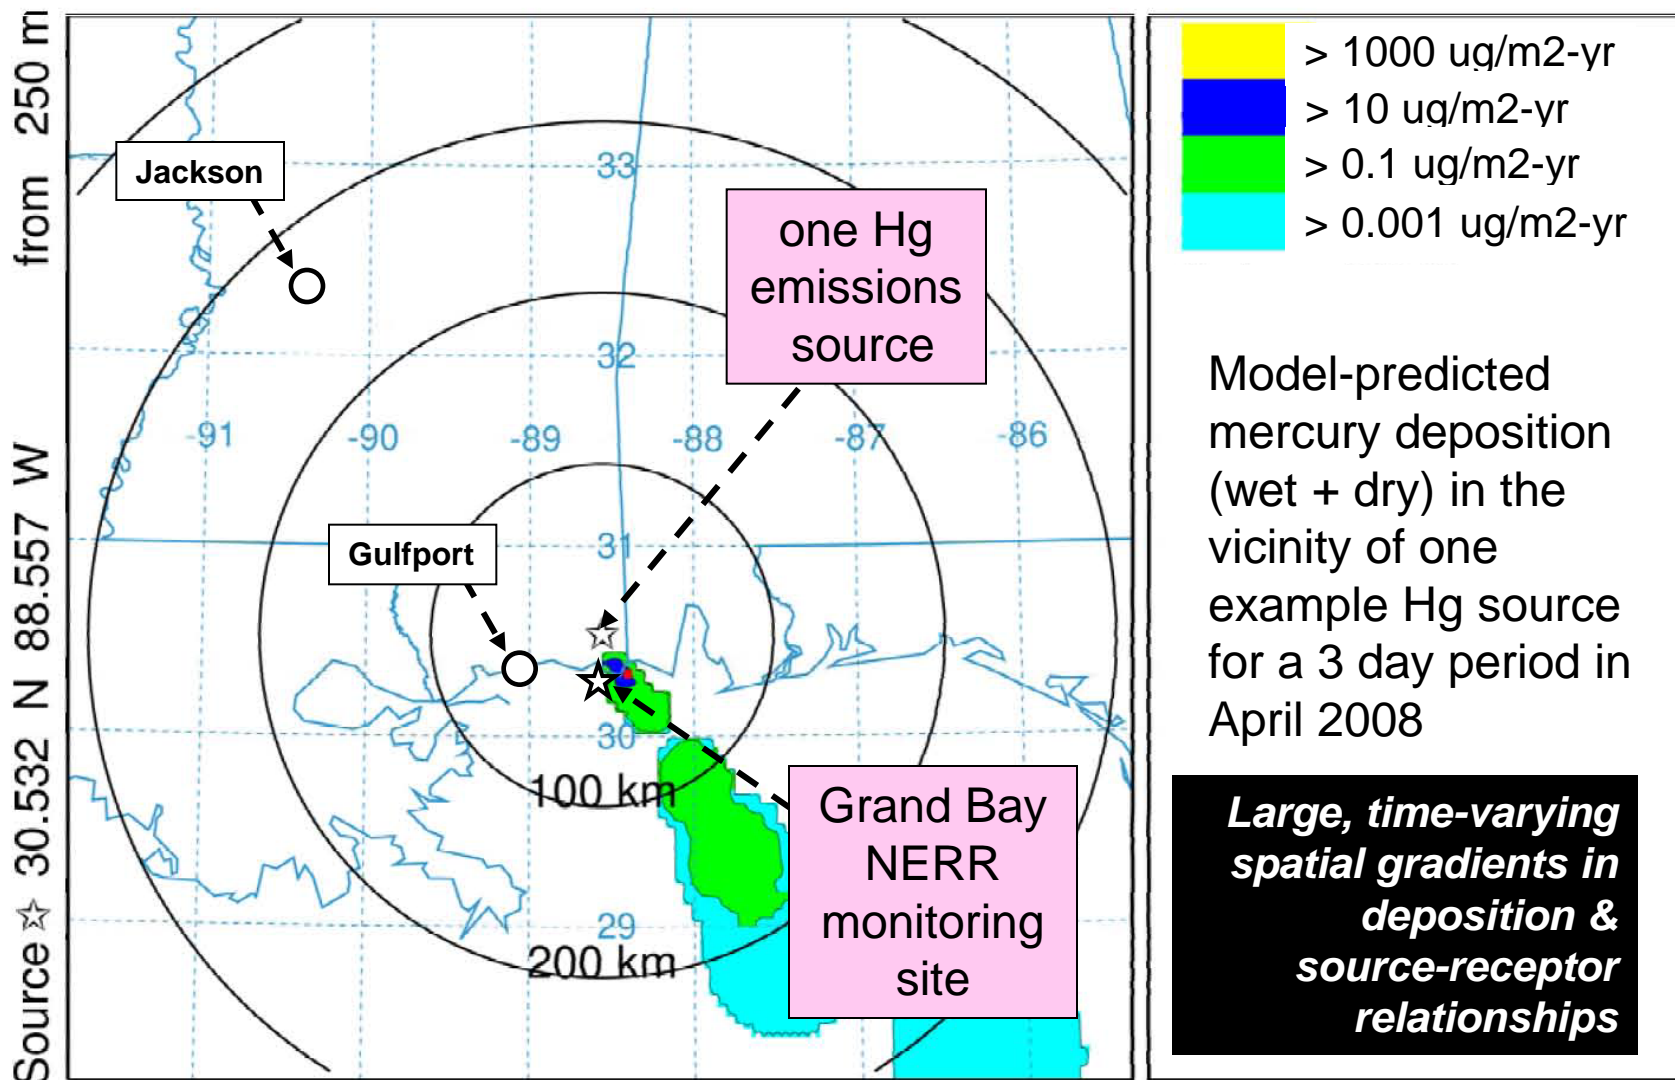 Source ☆ 30.532 N 88.557 W from 250 m
Jackson
33
one Hg
emissions
source
32
-91
-90
-89
-88
-87
-86
Gulfport
31
30
100 km
Grand Bay
NERR
monitoring
site
29
200 km
> 1000 ug/m2-yr
> 10 ug/m2-yr
> 0.1 ug/m2-yr
> 0.001 ug/m2-yr
Model-predicted
mercury deposition
(wet + dry) in the
vicinity of one
example Hg source
for a 3 day period in
April 2008
Large, time-varying
spatial gradients in
deposition &
source-receptor
relationships